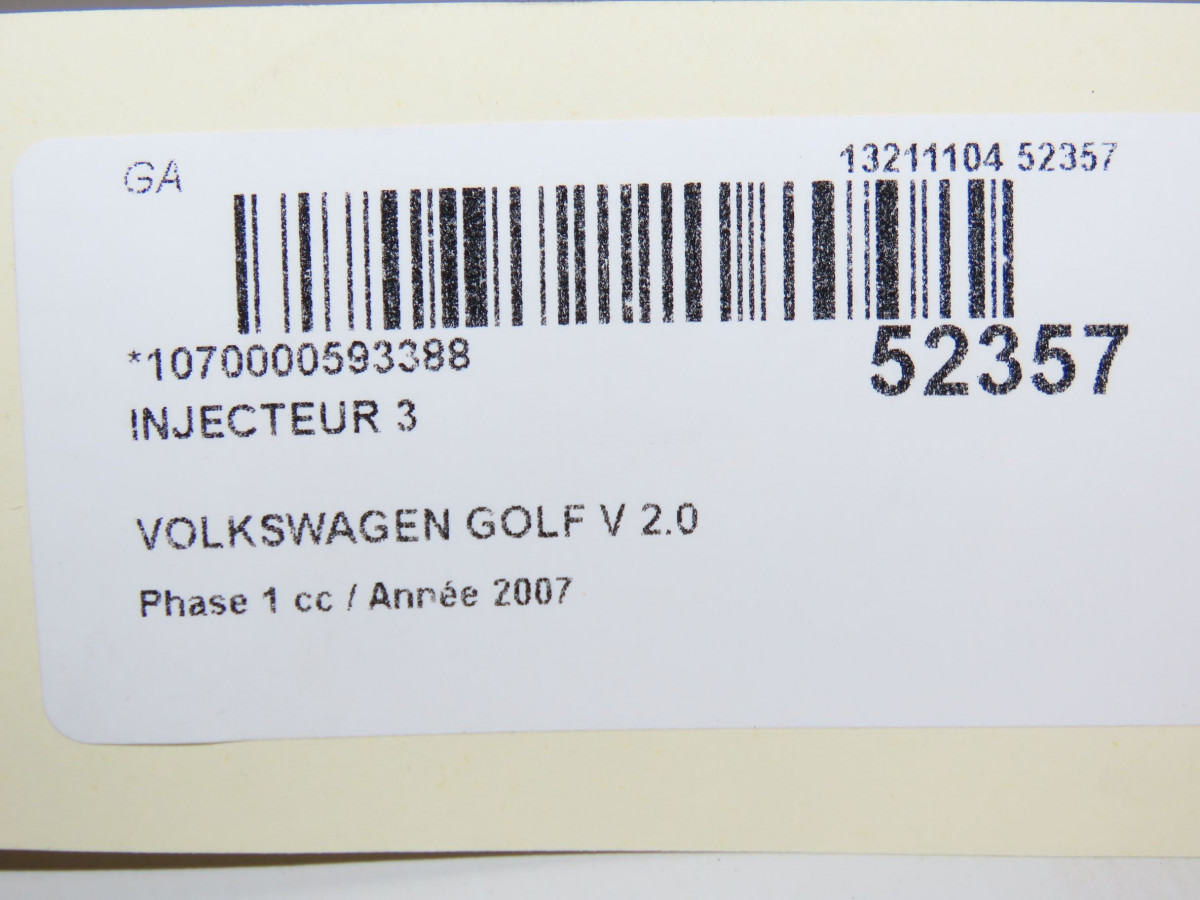 GA
13211104 52357
*1070000593388
52357
INJECTEUR 3
VOLKSWAGEN GOLF V 2.0
Phase 1 cc / Année 2007